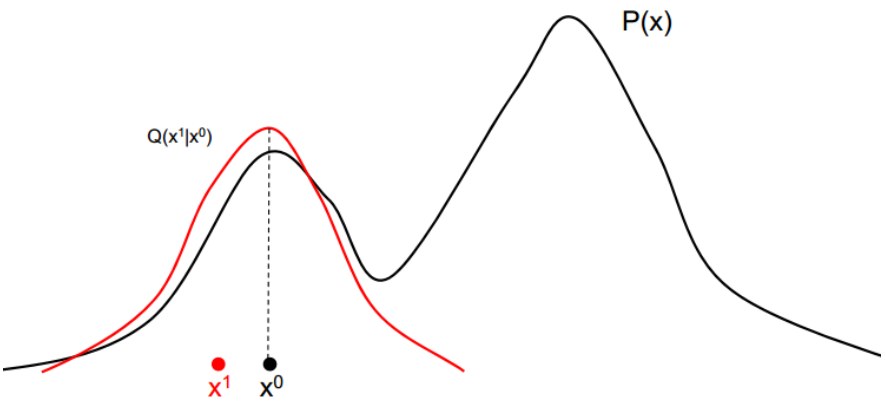 P(x)
Q(x¹|x⁰)
x¹ x⁰